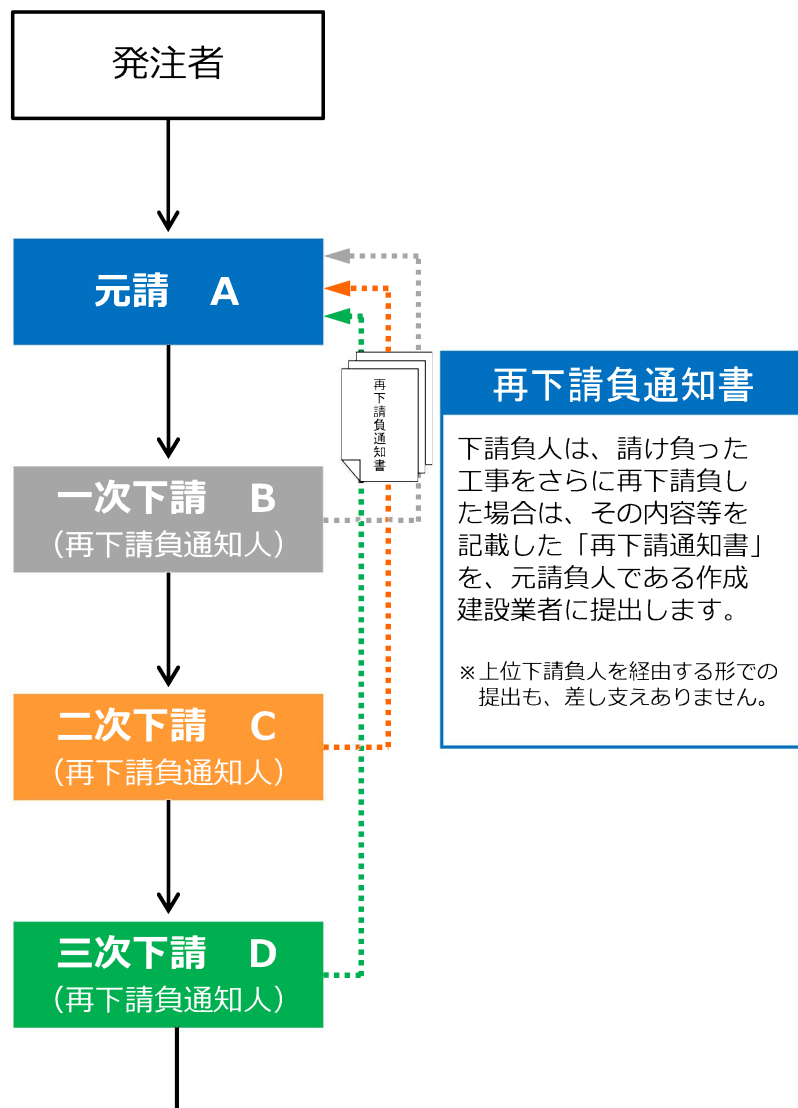 発注者
元請　A
再下請負通知書
一次下請　B
（再下請負通知人）
二次下請　C
（再下請負通知人）
三次下請　D
（再下請負通知人）
再下請負通知書
下請負人は、請け負った
工事をさらに再下請負し
た場合は、その内容等を
記載した「再下請通知書」
を、元請負人である作成
建設業者に提出します。
※上位下請負人を経由する形での
提出も、差し支えありません。